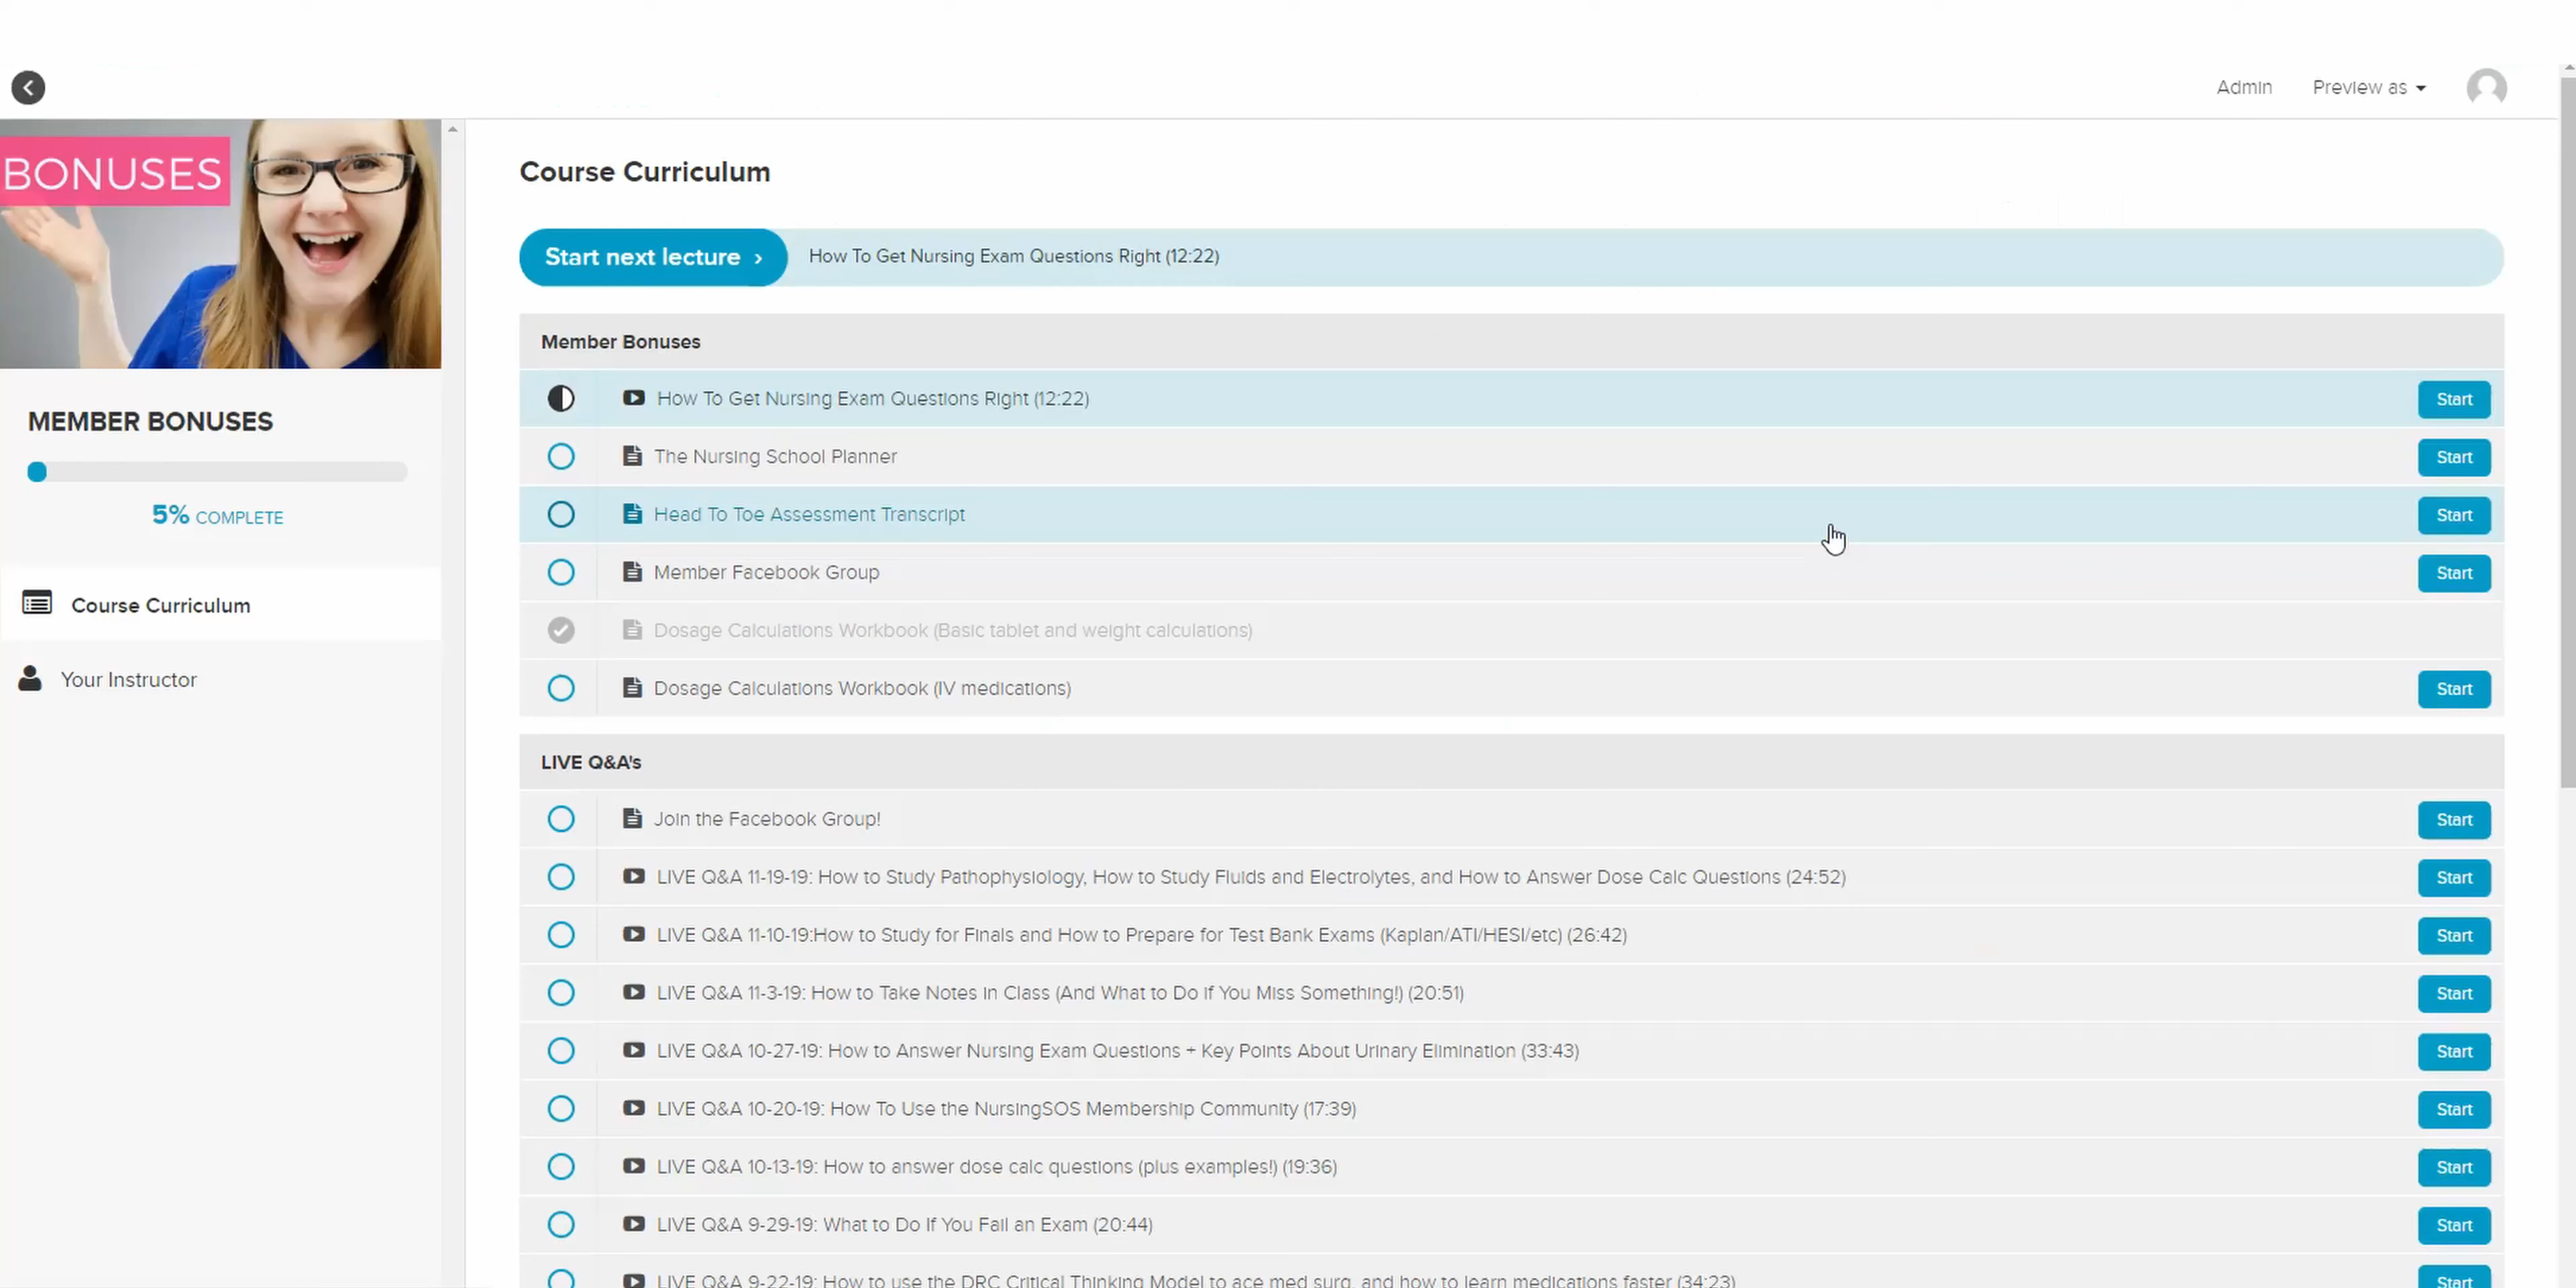 Admin
Preview as
BONUSES
MEMBER BONUSES
5% COMPLETE
Course Curriculum
Your Instructor
Course Curriculum
Start next lecture ›
How To Get Nursing Exam Questions Right (12:22)
Member Bonuses
How To Get Nursing Exam Questions Right (12:22)
Start
The Nursing School Planner
Start
Head To Toe Assessment Transcript
Start
Member Facebook Group
Start
Dosage Calculations Workbook (Basic tablet and weight calculations)
Dosage Calculations Workbook (IV medications)
Start
LIVE Q&A's
Join the Facebook Group!
Start
LIVE Q&A 11-19-19: How to Study Pathophysiology, How to Study Fluids and Electrolytes, and How to Answer Dose Calc Questions (24:52)
Start
LIVE Q&A 11-10-19:How to Study for Finals and How to Prepare for Test Bank Exams (Kaplan/ATI/HESI/etc) (26:42)
Start
LIVE Q&A 11-3-19: How to Take Notes in Class (And What to Do If You Miss Something!) (20:51)
Start
LIVE Q&A 10-27-19: How to Answer Nursing Exam Questions + Key Points About Urinary Elimination (33:43)
Start
LIVE Q&A 10-20-19: How To Use the NursingSOS Membership Community (17:39)
Start
LIVE Q&A 10-13-19: How to answer dose calc questions (plus examples!) (19:36)
Start
LIVE Q&A 9-29-19: What to Do If You Fail an Exam (20:44)
Start
LIVE Q&A 9-22-19: How to use the DRC Critical Thinking Model to ace med surg, and how to learn medications faster (34:23)
Start